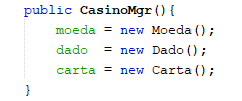 public CasinoMgr(){
moeda = new Moeda();
dado  = new Dado();
carta = new Carta();
}